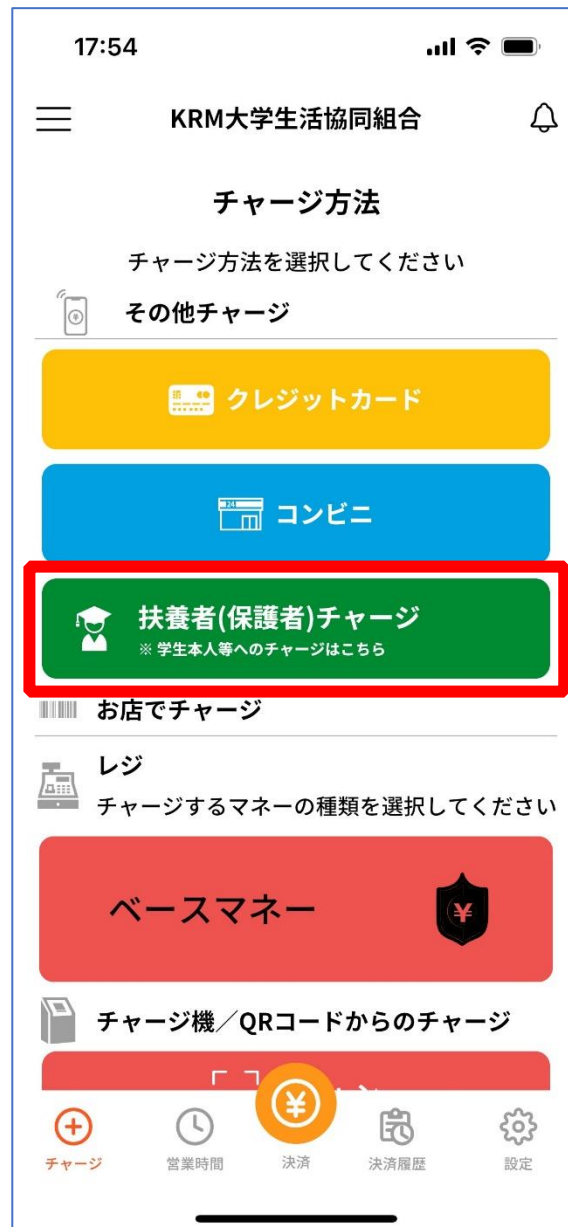 17:54
KRM大学生活協同組合
チャージ方法
チャージ方法を選択してください
その他チャージ
クレジットカード
24
コンビニ
扶養者(保護者)チャージ
※ 学生本人等へのチャージはこちら
お店でチャージ
レジ
チャージするマネーの種類を選択してください
ベースマネー
¥
チャージ機／QRコードからのチャージ
¥
チャージ
営業時間
決済
決済履歴
設定